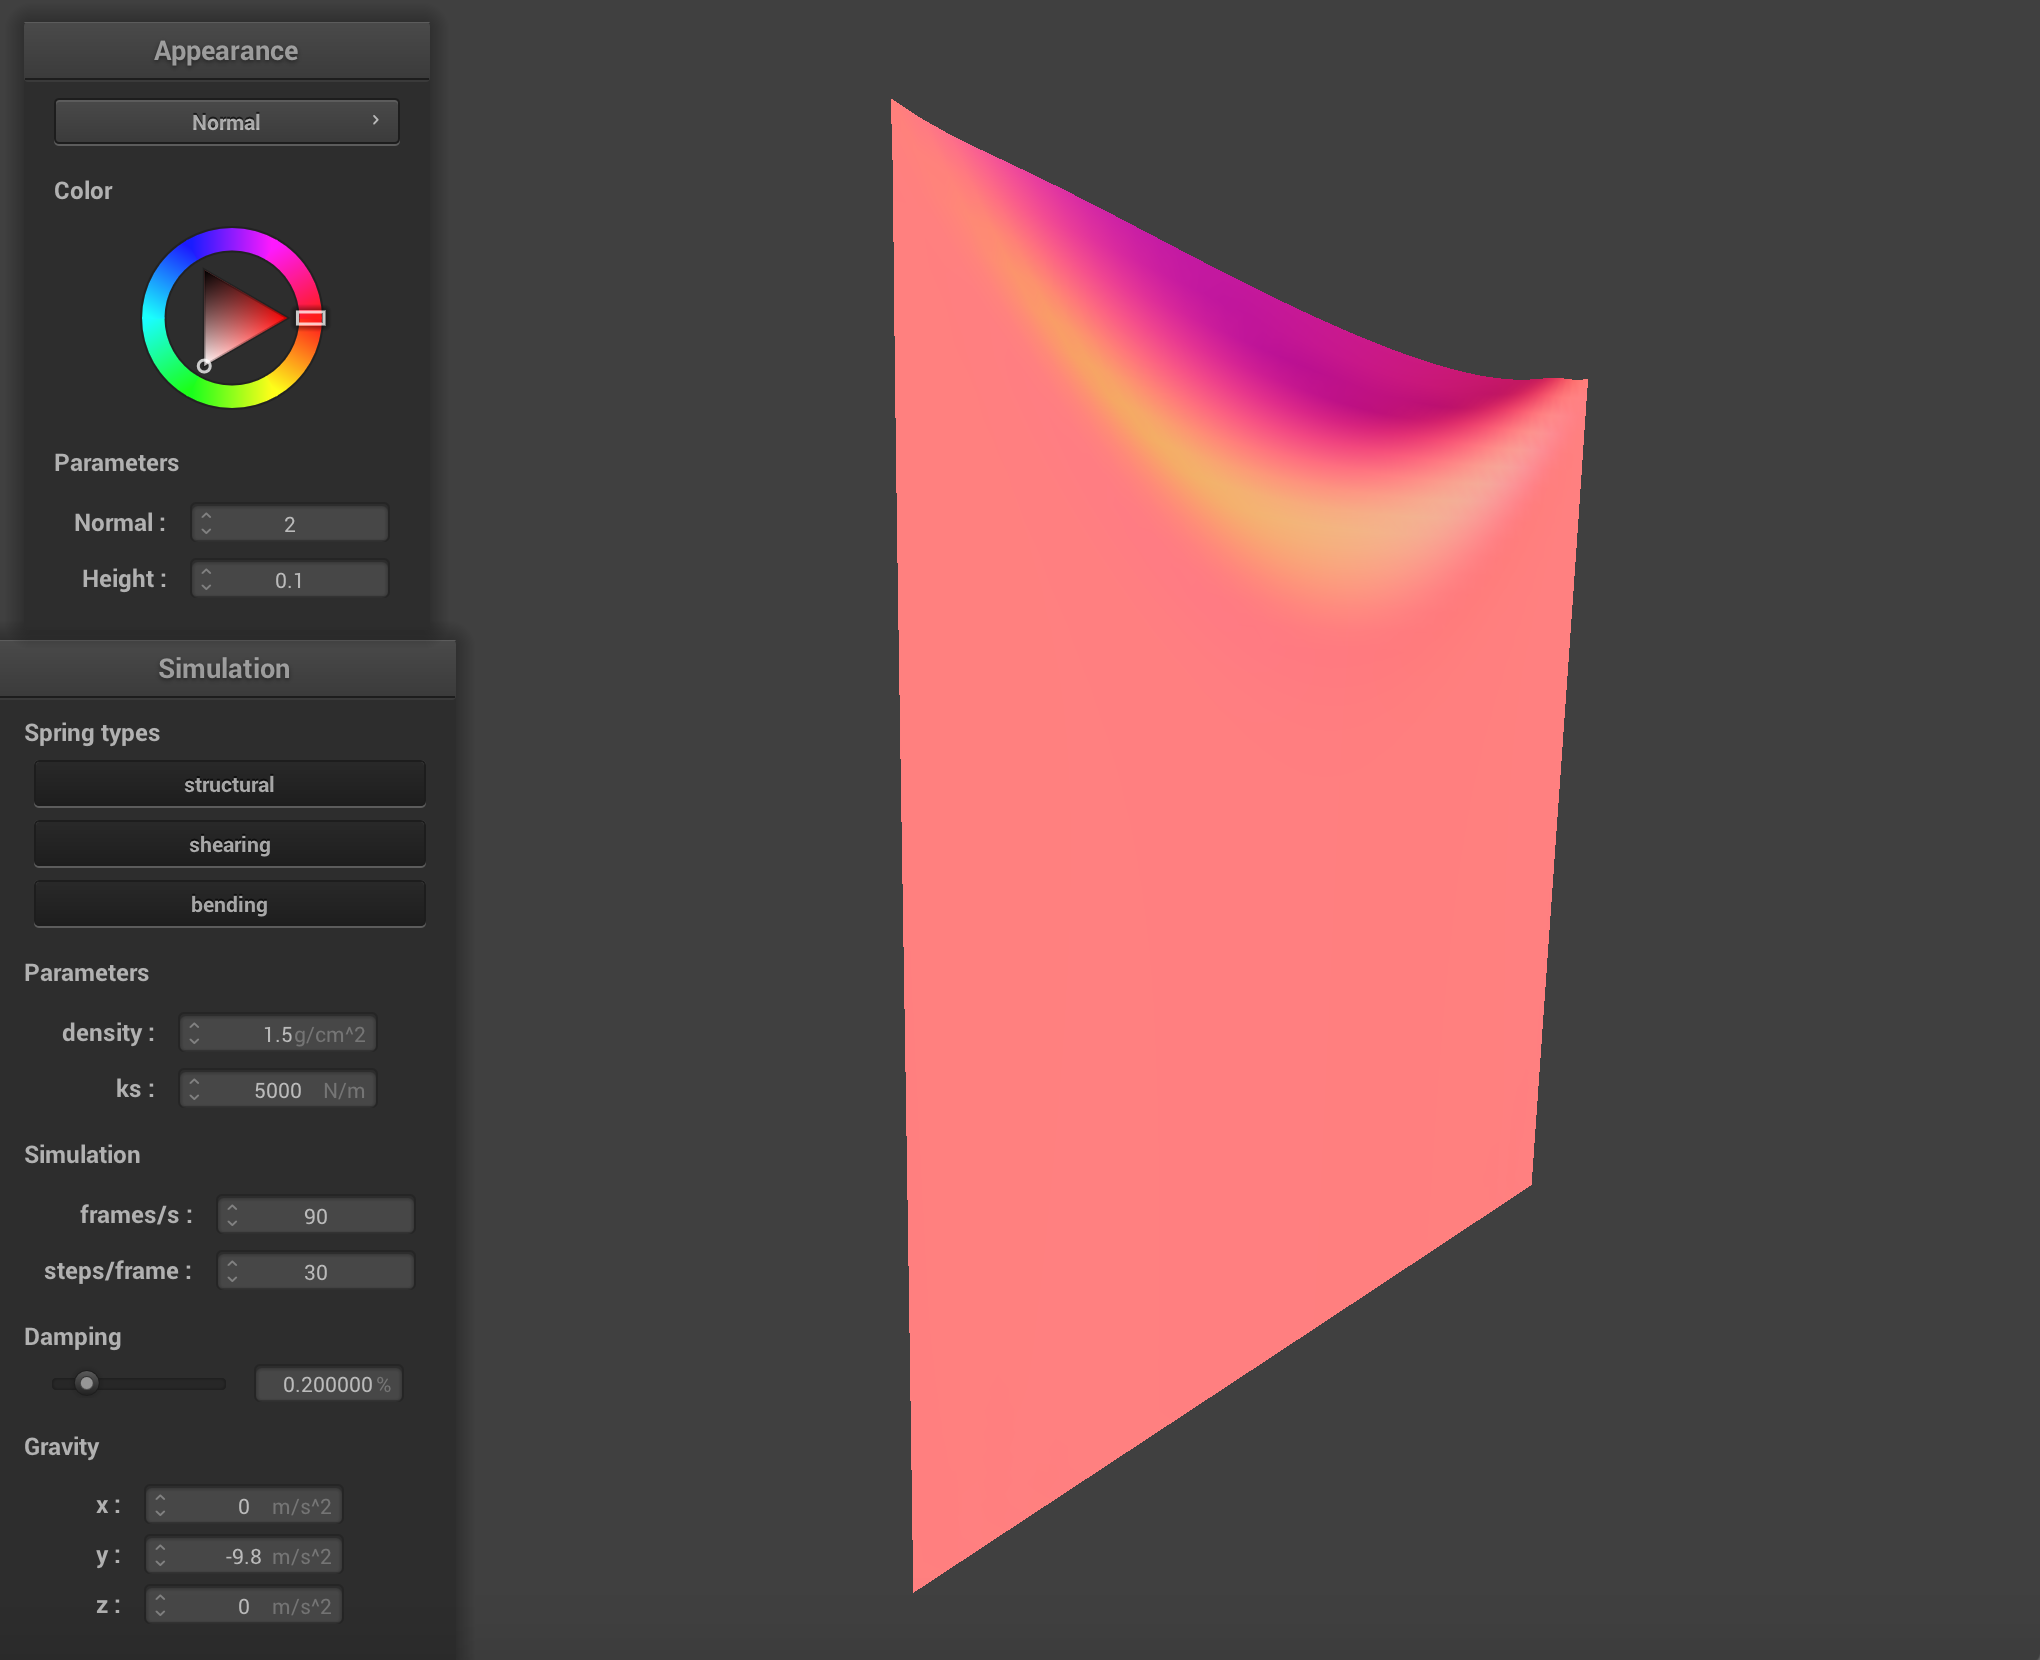 Appearance
Normal
Color
Parameters
Normal : 2
Height : 0.1
Simulation
Spring types
structural
shearing
bending
Parameters
density : 1.5 g/cm^2
ks : 5000 N/m
Simulation
frames/s : 90
steps/frame : 30
Damping
0.200000 %
Gravity
x : 0 m/s^2
y : -9.8 m/s^2
z : 0 m/s^2